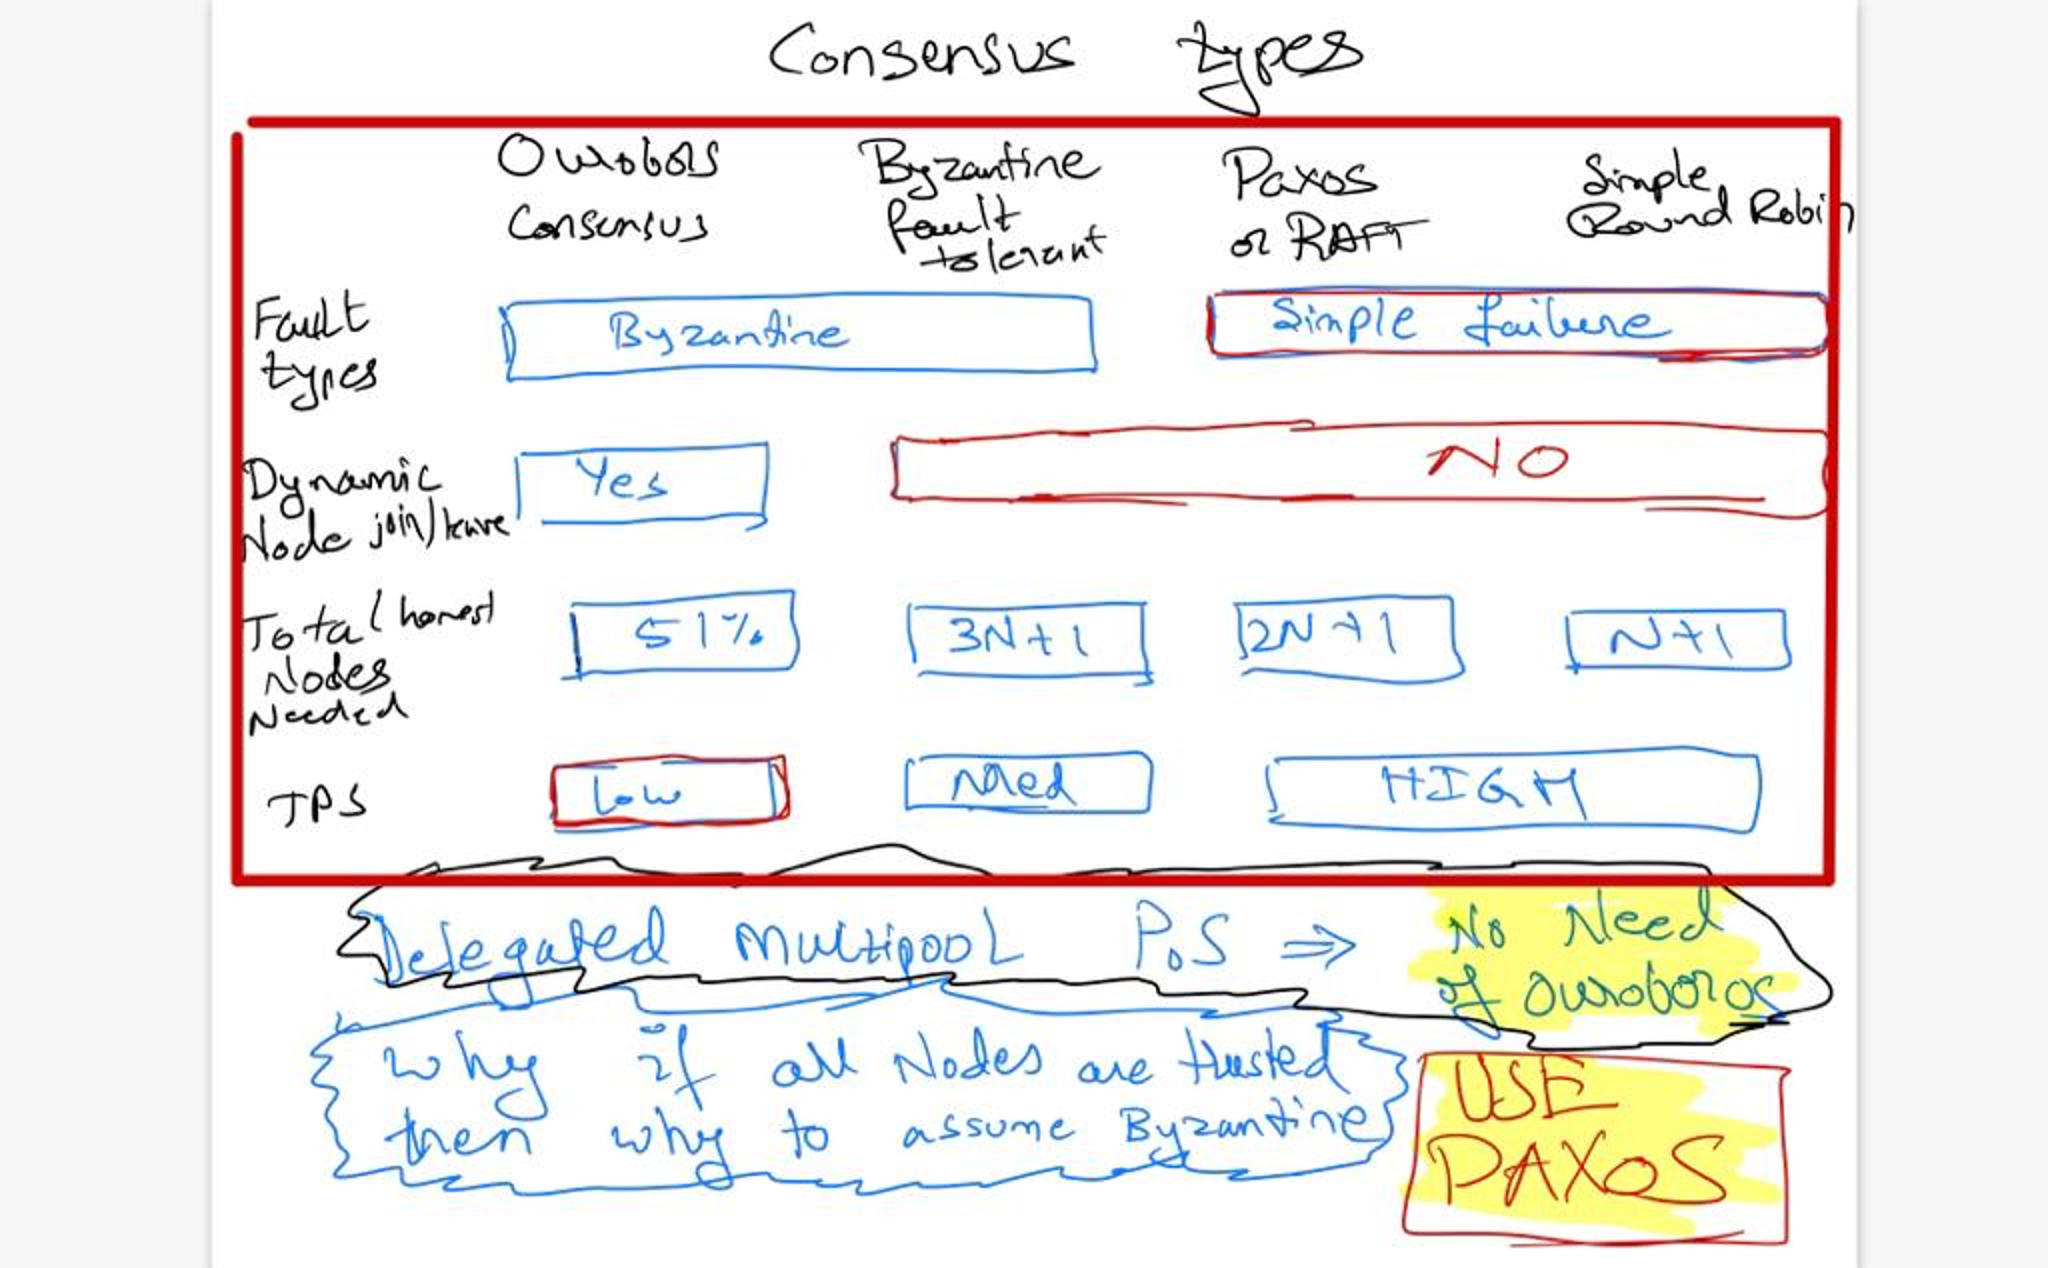 Consensus types
Ouroboros
Consensus
Byzantine
fault
tolerant
Paxos
or RAFT
Simple
Round Robin
Fault
types
Byzantine
Simple failure
Dynamic
Node join/leave
Yes
NO
Total honest
Nodes
Needed
51%
3N+1
2N+1
N+1
TPS
Low
Med
HIGH
Delegated multipool PoS ⇒
No Need
of Ouroboros
why if all Nodes are trusted
then why to assume Byzantine
USE
PAXOS